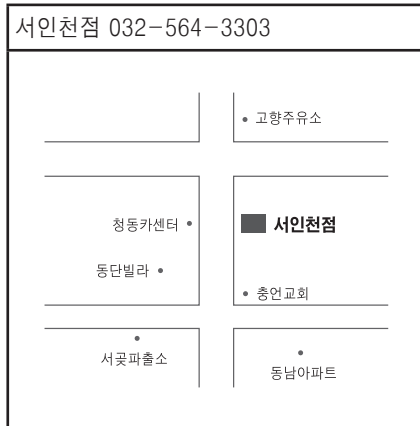 서인천점 032-564-3303
고향주유소
청동카센터
서인천점
동단빌라
충언교회
서곶파출소
동남아파트